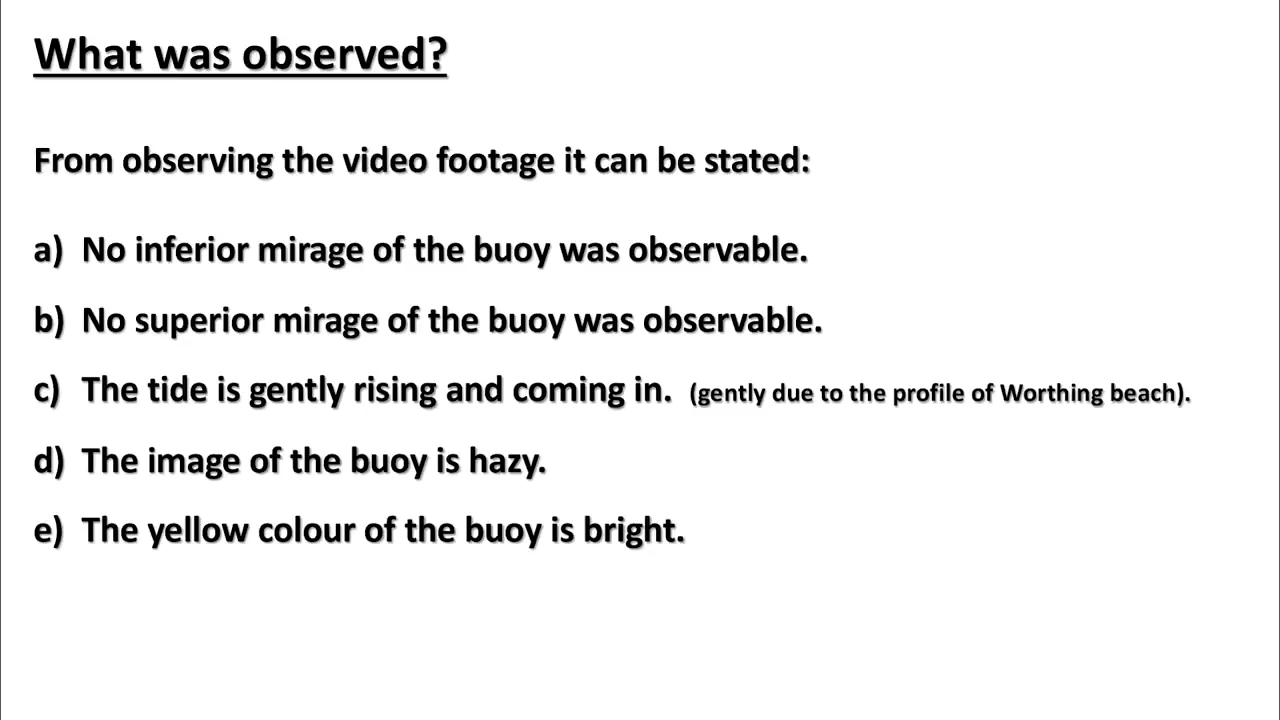 What was observed?
From observing the video footage it can be stated:
a) No inferior mirage of the buoy was observable.
b) No superior mirage of the buoy was observable.
c) The tide is gently rising and coming in. (gently due to the profile of Worthing beach).
d) The image of the buoy is hazy.
e) The yellow colour of the buoy is bright.